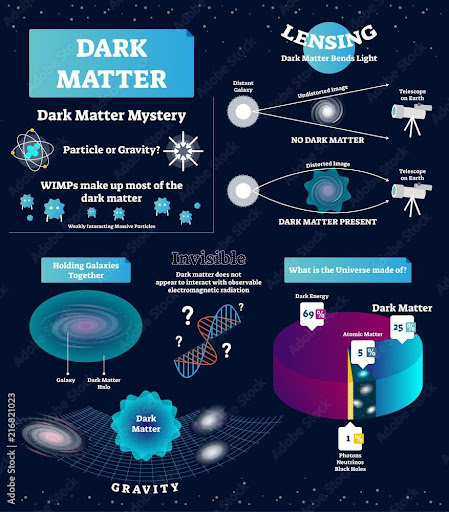 DARK
MATTER
Dark Matter Mystery
Particle or Gravity?
WIMPs make up most of the
dark matter
Weakly Interacting Massive Particles
LENSING
Dark Matter Bends Light
Distant
Galaxy
Undistorted Image
Telescope
on Earth
NO DARK MATTER
Distorted Image
Telescope
on Earth
DARK MATTER PRESENT
Holding Galaxies
Together
Galaxy
Dark Matter
Halo
Invisible
Dark matter does not
appear to interact with observable
electromagnetic radiation
? ? ? ?
What is the Universe made of?
Dark Energy
69 %
Dark Matter
25 %
Atomic Matter
5 %
1 %
Photons
Neutrinos
Black Holes
Dark
Matter
GRAVITY
Adobe Stock | #216821023
Adobe Stock